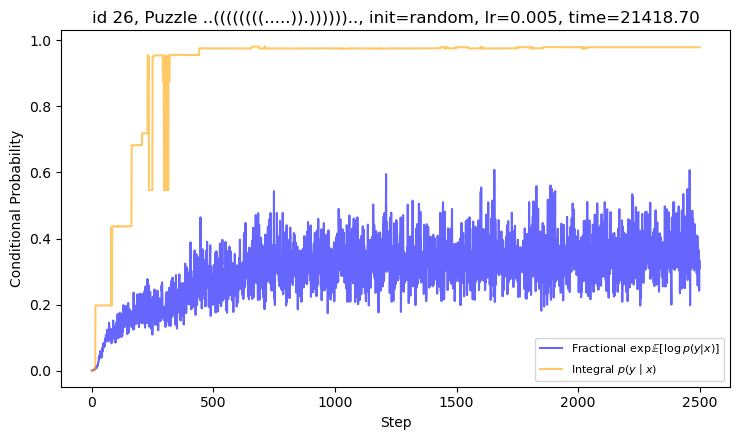 id 26, Puzzle ..((((((((.....)).)))))).., init=random, lr=0.005, time=21418.70
Conditional Probability
1.0
0.8
0.6
0.4
0.2
0.0
Fractional exp𝔼[log p(y|x)]
Integral p(y | x)
0 500 1000 1500 2000 2500
Step